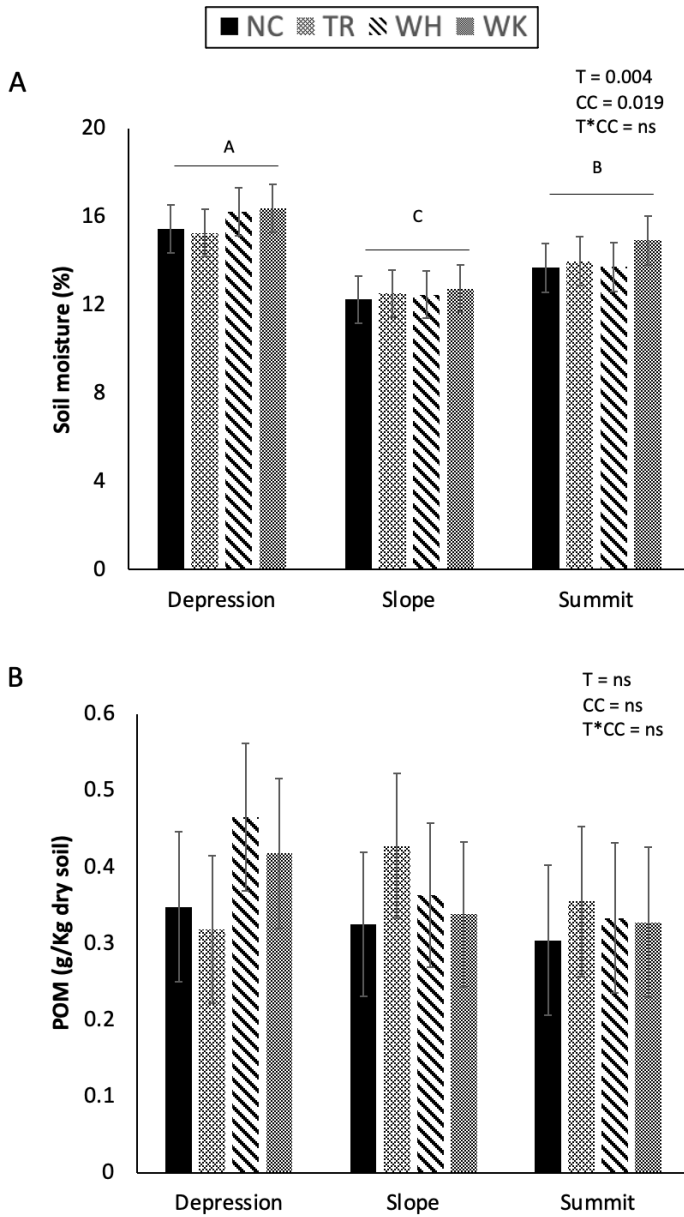 NC TR WH WK
A
T = 0.004
CC = 0.019
T*CC = ns
20
16
12
8
4
0
Soil moisture (%)
A
C
B
Depression Slope Summit
B
T = ns
CC = ns
T*CC = ns
0.6
0.5
0.4
0.3
0.2
0.1
0
POM (g/Kg dry soil)
Depression Slope Summit